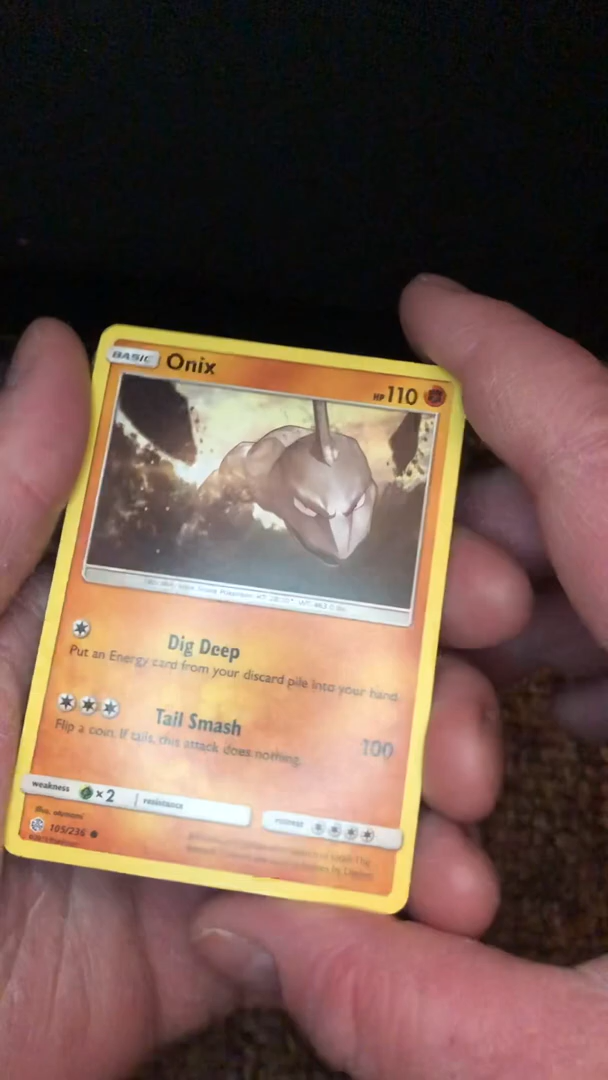 BASIC Onix HP 110
Dig Deep
Put an Energy card from your discard pile into your hand.
Tail Smash 100
Flip a coin. If tails, this attack does nothing.
weakness ×2 resistance
retreat
Illus.
105/236